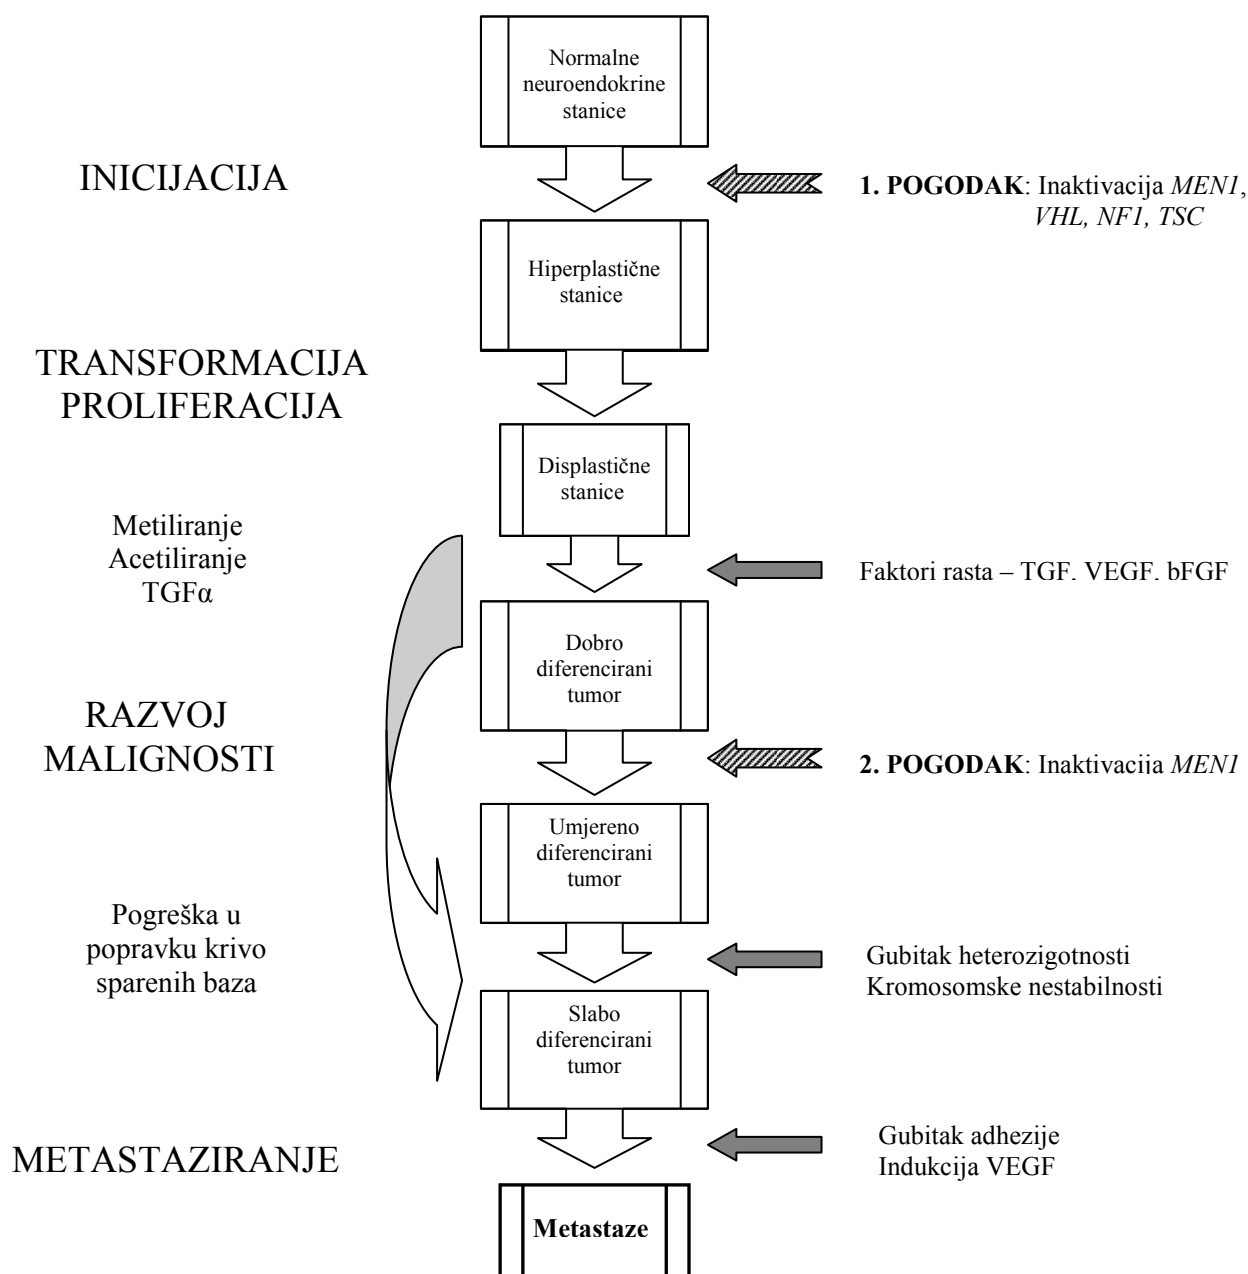 Normalne
neuroendokrine
stanice
INICIJACIJA
1. POGODAK: Inaktivacija MEN1,
VHL, NF1, TSC
Hiperplastične
stanice
TRANSFORMACIJA
PROLIFERACIJA
Displastične
stanice
Metiliranje
Acetiliranje
TGFα
Faktori rasta – TGF, VEGF, bFGF
Dobro
diferencirani
tumor
RAZVOJ
MALIGNOSTI
2. POGODAK: Inaktivacija MEN1
Umjereno
diferencirani
tumor
Pogreška u
popravku krivo
sparenih baza
Gubitak heterozigotnosti
Kromosomske nestabilnosti
Slabo
diferencirani
tumor
METASTAZIRANJE
Gubitak adhezije
Indukcija VEGF
Metastaze